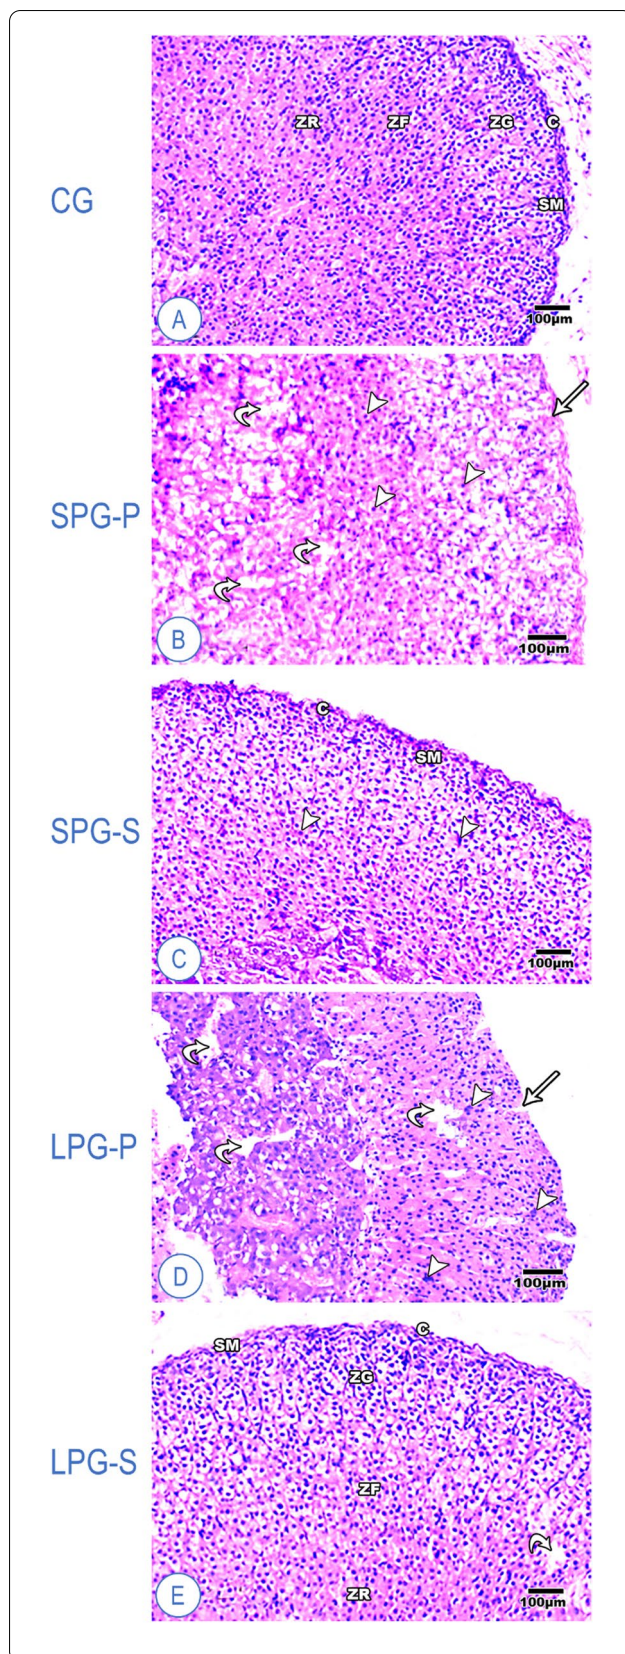 CG
ZR ZF ZG C
SM
100µm
A
SPG-P
100µm
B
SPG-S
C
SM
100µm
C
LPG-P
100µm
D
LPG-S
C
SM
ZG
ZF
ZR
100µm
E